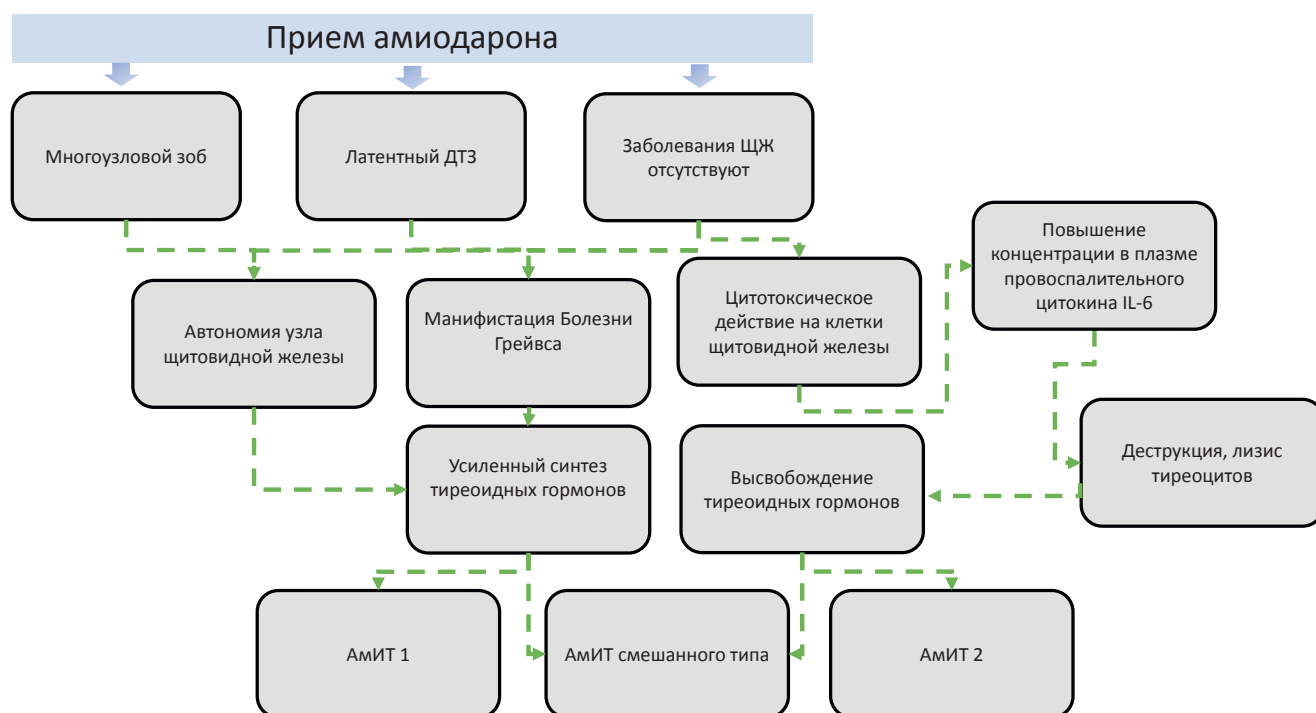 Прием амиодарона
Многоузловой зоб
Латентный ДТЗ
Заболевания ЩЖ
отсутствуют
Повышение
концентрации в плазме
провоспалительного
цитокина IL-6
Автономия узла
щитовидной железы
Манифистация Болезни
Грейвса
Цитотоксическое
действие на клетки
щитовидной железы
Усиленный синтез
тиреоидных гормонов
Высвобождение
тиреоидных гормонов
Деструкция, лизис
тиреоцитов
АмИТ 1
АмИТ смешанного типа
АмИТ 2